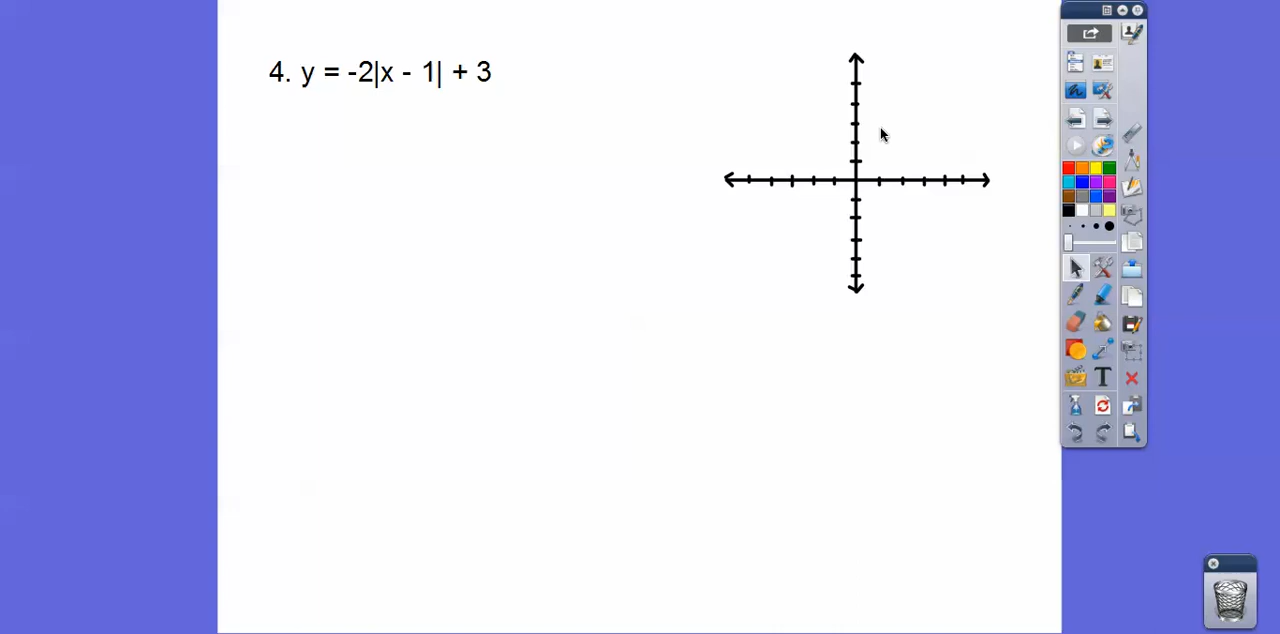 4. y = -2|x - 1| + 3